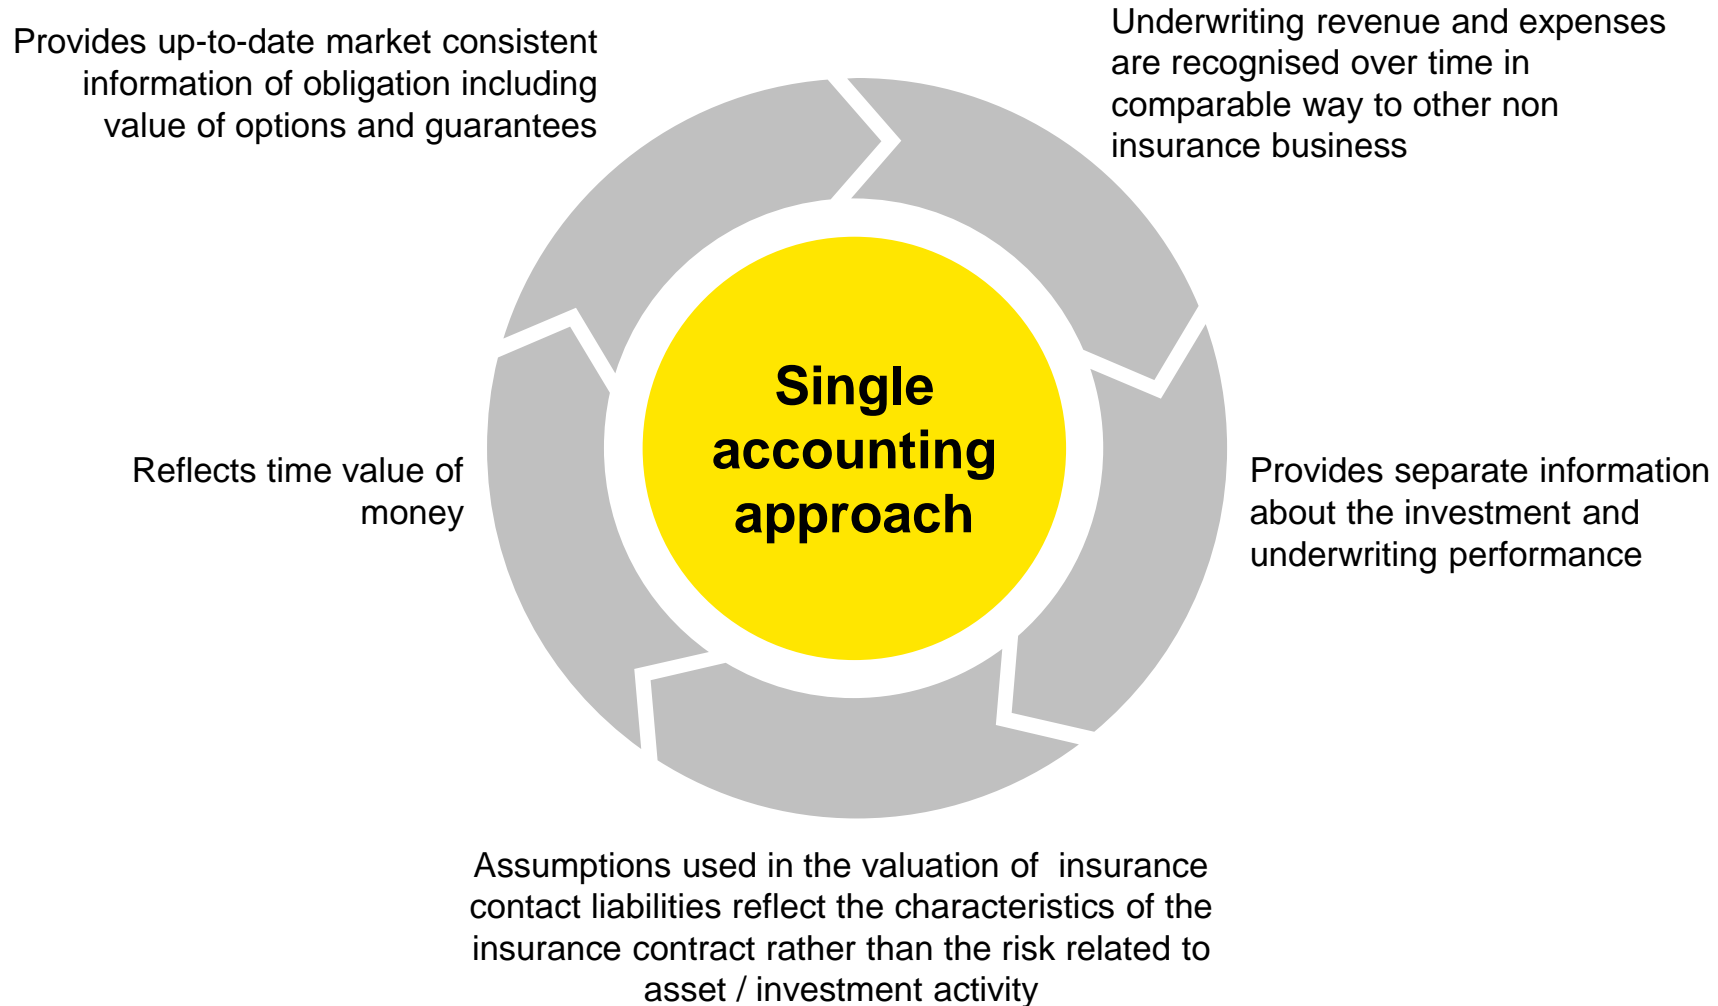 Provides up-to-date market consistent
information of obligation including
value of options and guarantees
Underwriting revenue and expenses
are recognised over time in
comparable way to other non
insurance business
Single
accounting
approach
Reflects time value of
money
Provides separate information
about the investment and
underwriting performance
Assumptions used in the valuation of  insurance
contact liabilities reflect the characteristics of the
insurance contract rather than the risk related to
asset / investment activity